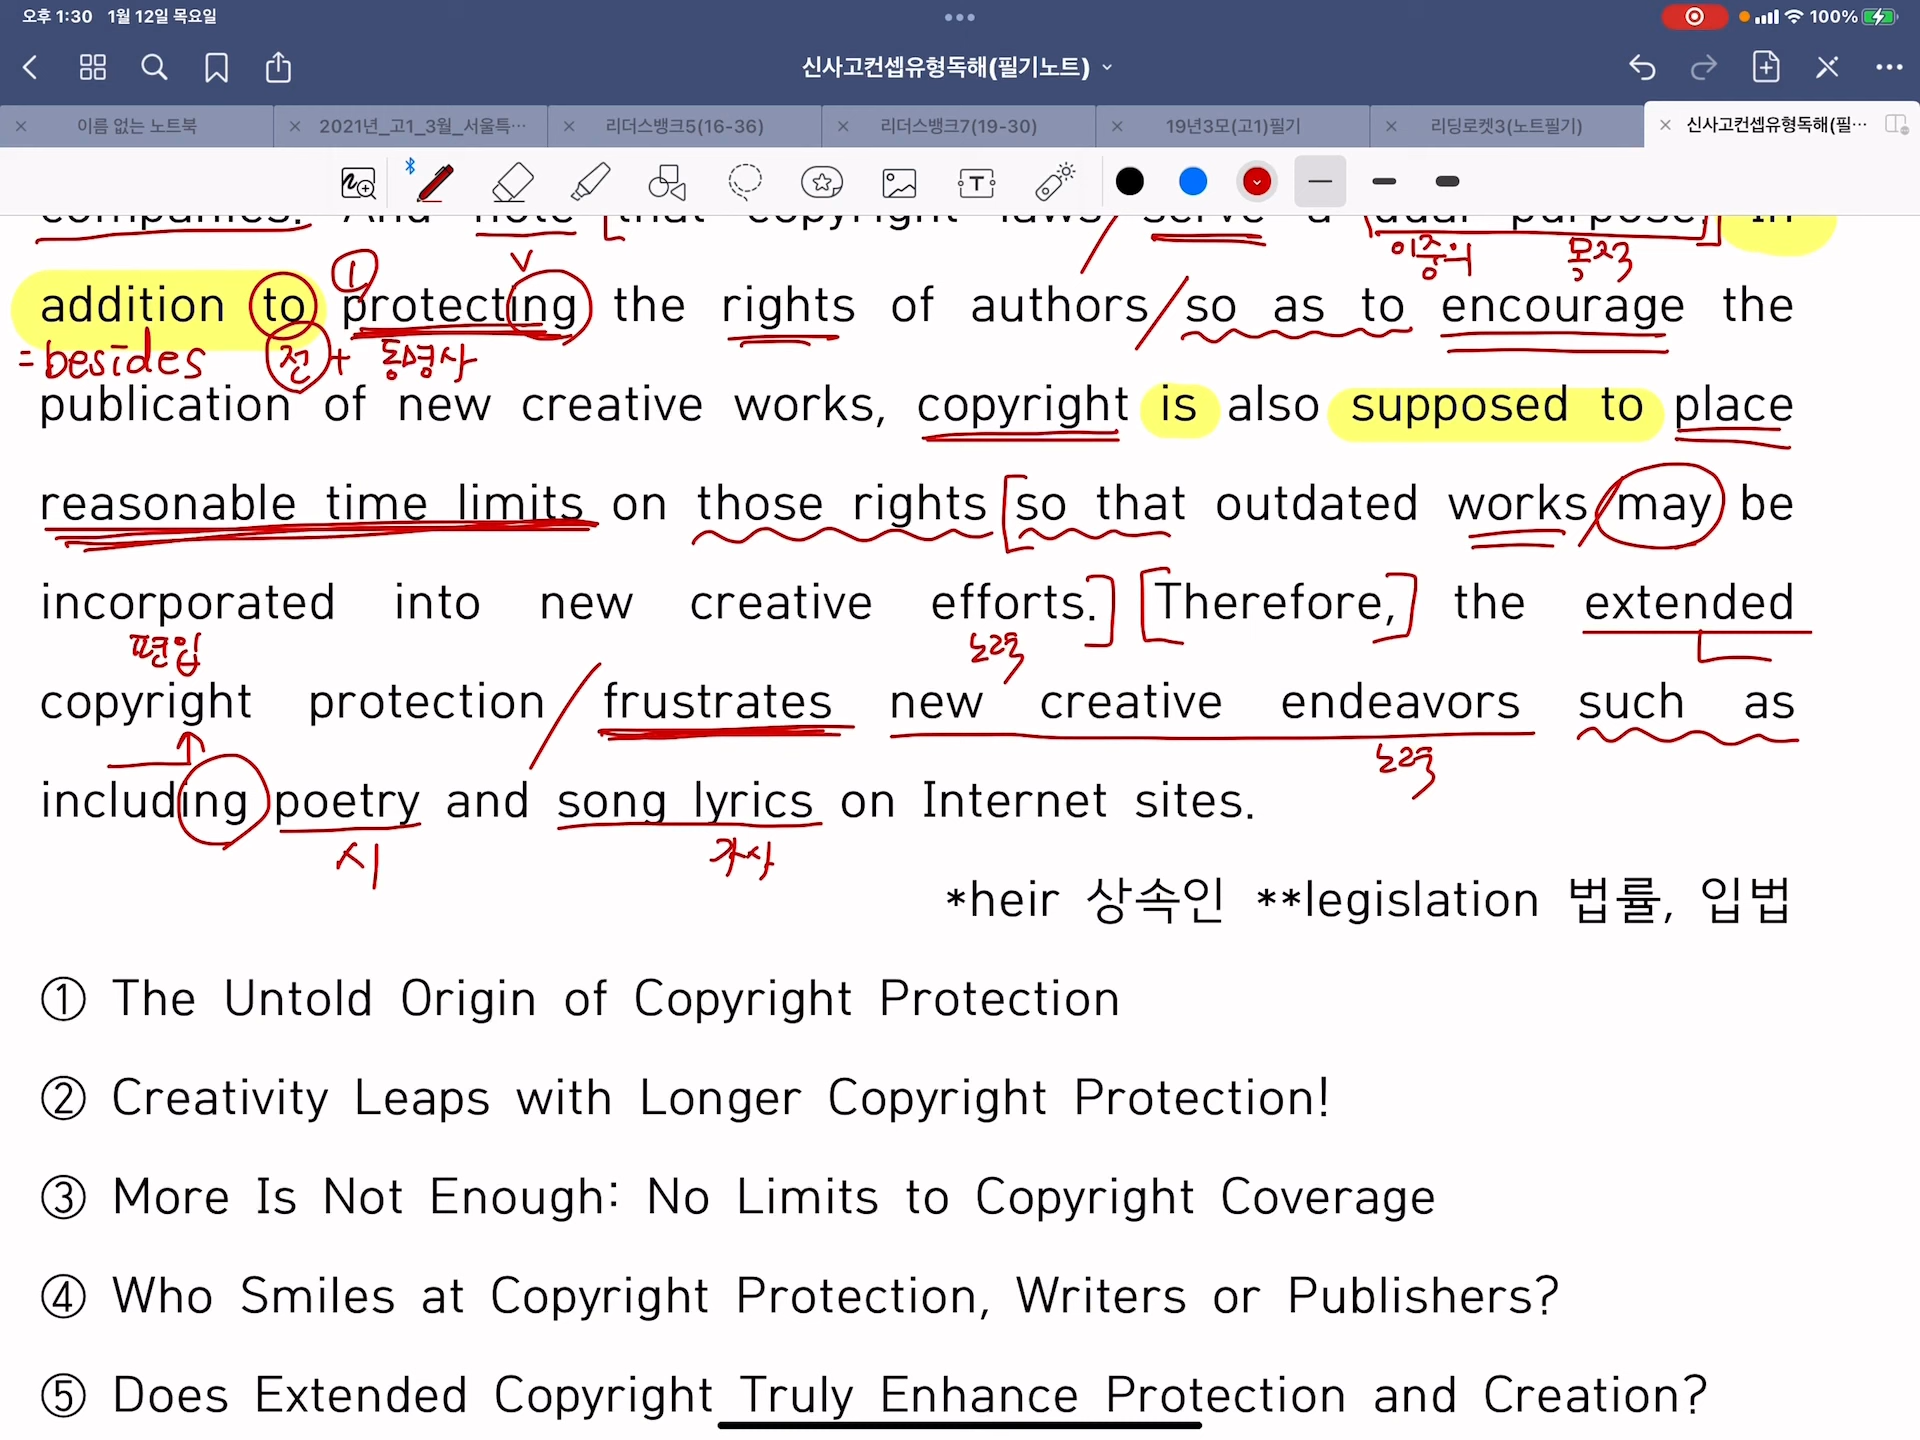 오후 1:30 1월 12일 목요일
100%
신사고컨셉유형독해(필기노트)
이름 없는 노트북
2021년_고1_3월_서울특…
리더스뱅크5(16-36)
리더스뱅크7(19-30)
19년3모(고1)필기
리딩로켓3(노트필기)
신사고컨셉유형독해(필…
companies. And note [that copyright laws / serve a (dual purpose.] In
이중의 목적
addition to ① protecting the rights of authors / so as to encourage the
=besides 전 + 동명사
publication of new creative works, copyright is also supposed to place
reasonable time limits on those rights [so that outdated works / may be
incorporated into new creative efforts.] [Therefore,] the extended
편입 노력
copyright protection / frustrates new creative endeavors such as
노력
including poetry and song lyrics on Internet sites.
시 가사
*heir 상속인 **legislation 법률, 입법
① The Untold Origin of Copyright Protection
② Creativity Leaps with Longer Copyright Protection!
③ More Is Not Enough: No Limits to Copyright Coverage
④ Who Smiles at Copyright Protection, Writers or Publishers?
⑤ Does Extended Copyright Truly Enhance Protection and Creation?